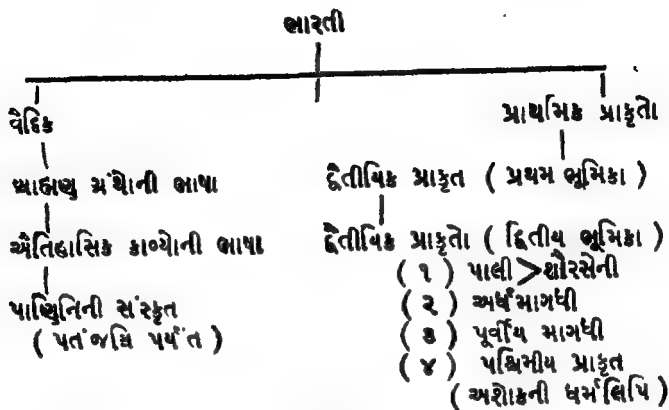 ભારતી
વૈદિક
બ્રાહ્મણ ગ્રંથોની ભાષા
ઐતિહાસિક કાવ્યોની ભાષા
પાણિનિની સંસ્કૃત
( પતંજલિ પર્યંત )
પ્રાથમિક પ્રાકૃતો
દ્વૈતીયિક પ્રાકૃત ( પ્રથમ ભૂમિકા )
દ્વૈતીયિક પ્રાકૃતો ( દ્વિતીય ભૂમિકા )
( ૧ ) પાલી > શૌરસેની
( ૨ ) અર્ધમાગધી
( ૩ ) પૂર્વીય માગધી
( ૪ ) પશ્ચિમીય પ્રાકૃત
( અશોકની ધર્મલિપિ )